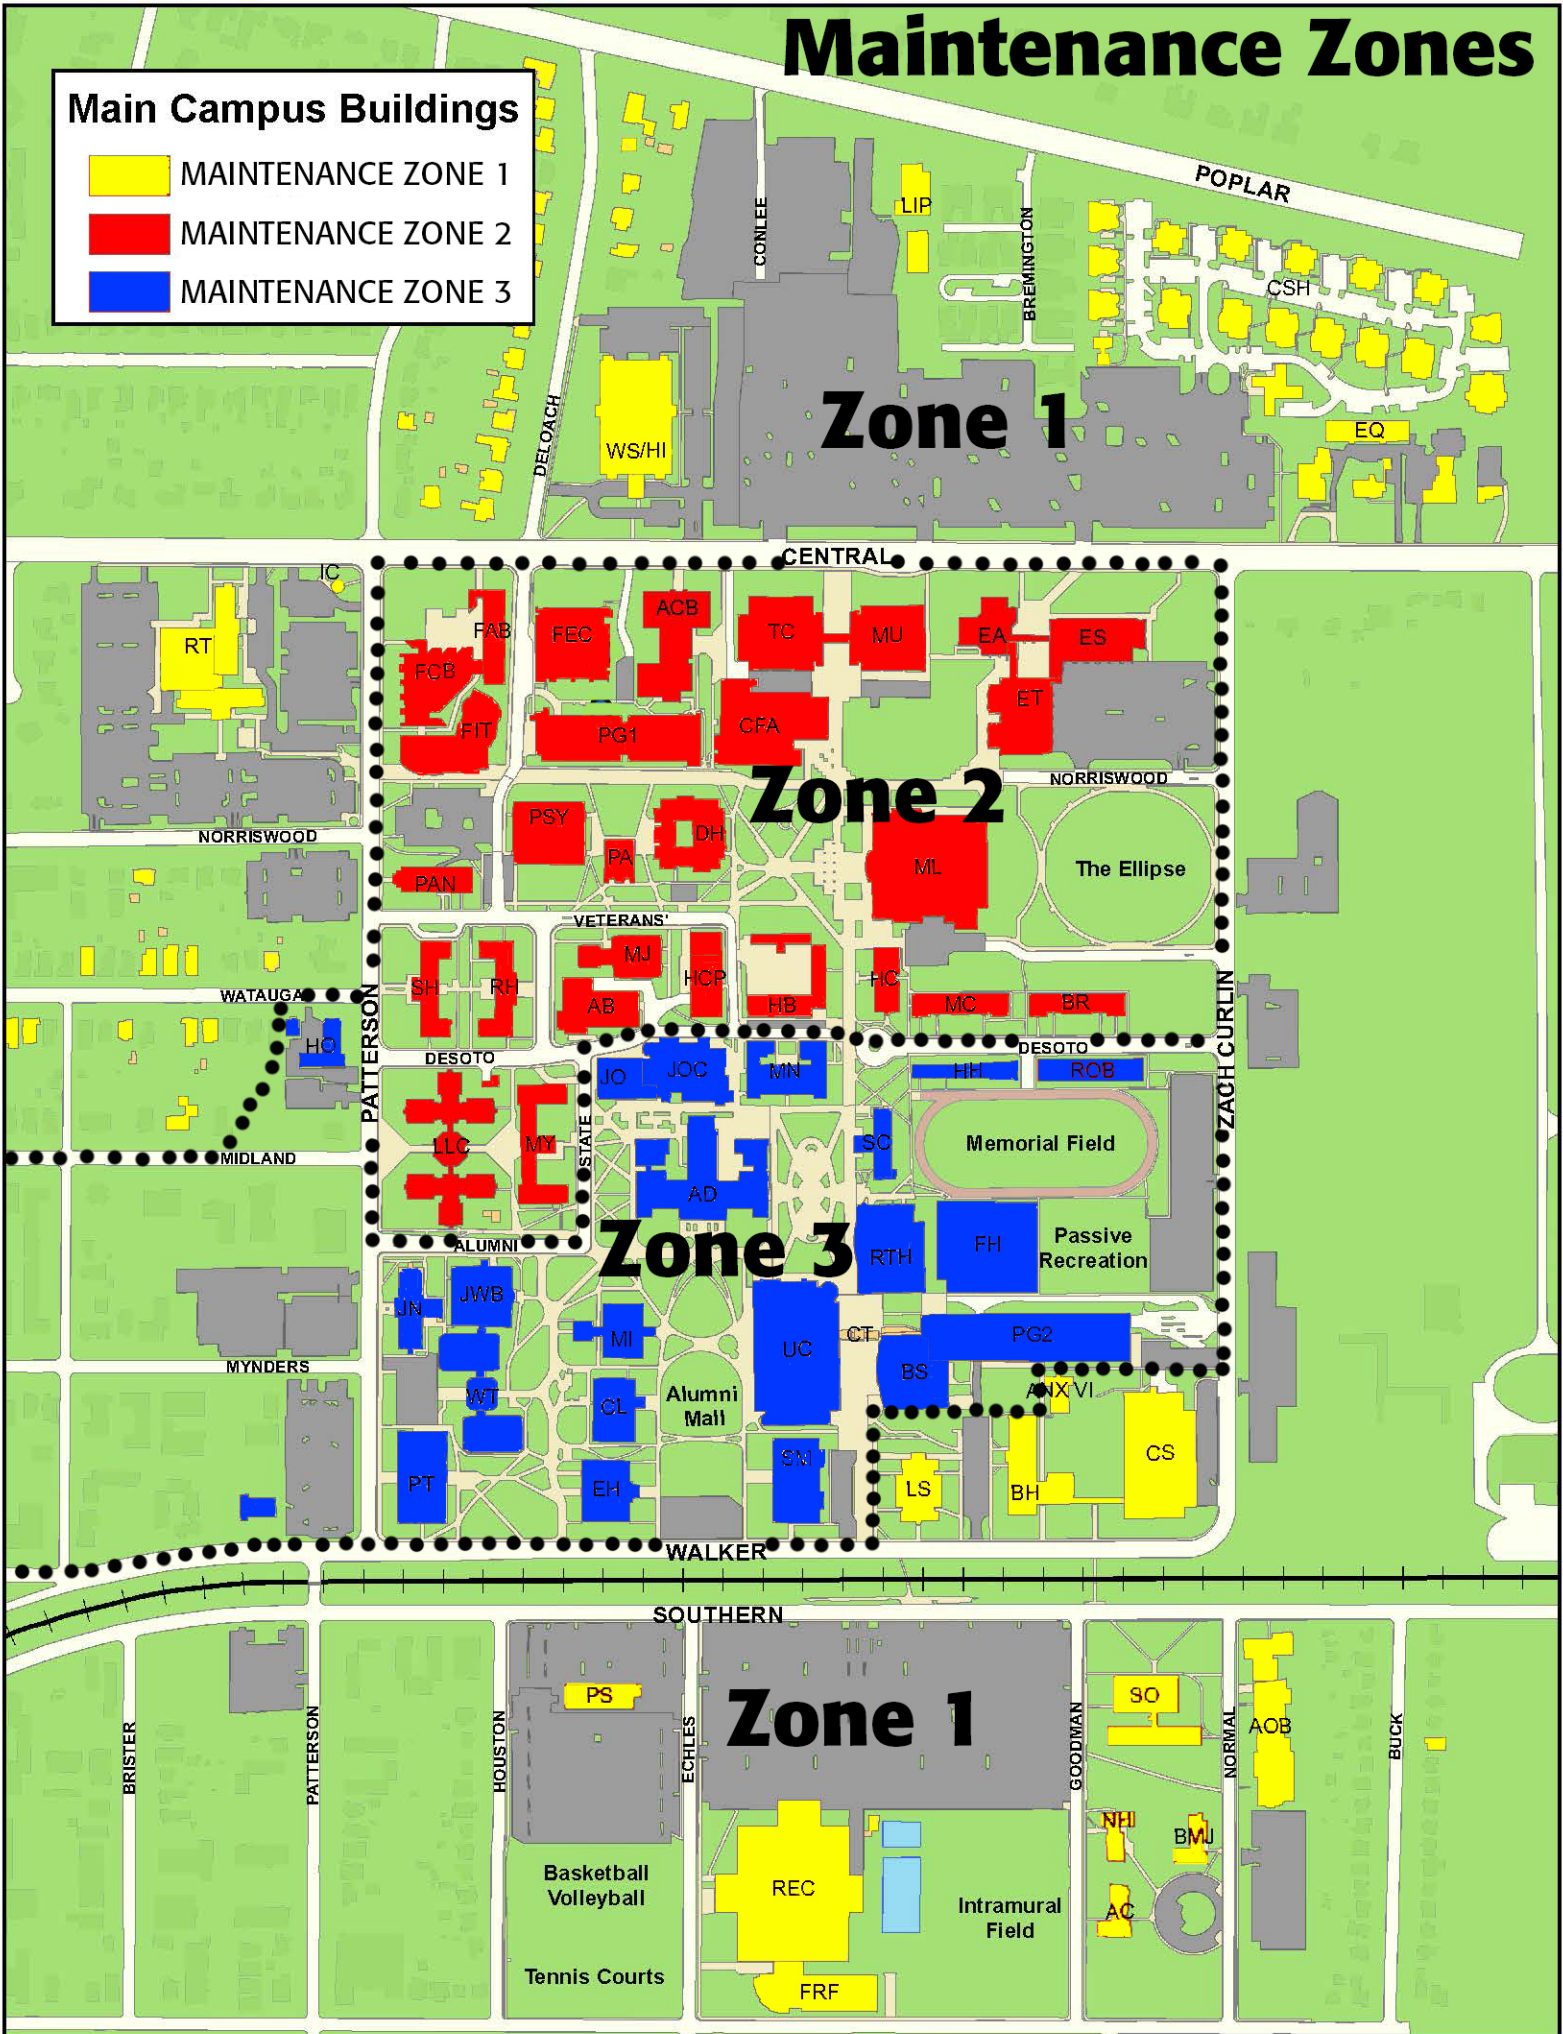 Maintenance Zones
Main Campus Buildings
MAINTENANCE ZONE 1
MAINTENANCE ZONE 2
MAINTENANCE ZONE 3
POPLAR
CONLEE
LIP
BREMINGTON
CSH
DELOACH
Zone 1
WS/HI
EQ
CENTRAL
IC
RT
FAB
FEC
ACB
TC
MU
EA
ES
FCB
FIT
PG1
CFA
ET
Zone 2
NORRISWOOD
NORRISWOOD
PSY
PA
DH
ML
The Ellipse
PAN
VETERANS'
SH
RH
MJ
AB
HCP
HB
HC
MC
BR
WATAUGA
PATTERSON
ZACH CURLIN
HO
DESOTO
DESOTO
JO
JOC
MN
HH
ROB
LLC
MY
STATE
SC
Memorial Field
MIDLAND
AD
Zone 3
ALUMNI
RTH
FH
Passive
Recreation
JN
JWB
MI
UC
CT
PG2
BS
MYNDERS
WT
CL
Alumni
Mall
ANX VI
PT
EH
SM
LS
BH
CS
WALKER
SOUTHERN
PS
Zone 1
SO
AOB
BRISTER
PATTERSON
HOUSTON
ECHLES
GOODMAN
NORMAL
BUCK
NHI
BMJ
Basketball
Volleyball
REC
Intramural
Field
AC
Tennis Courts
FRF